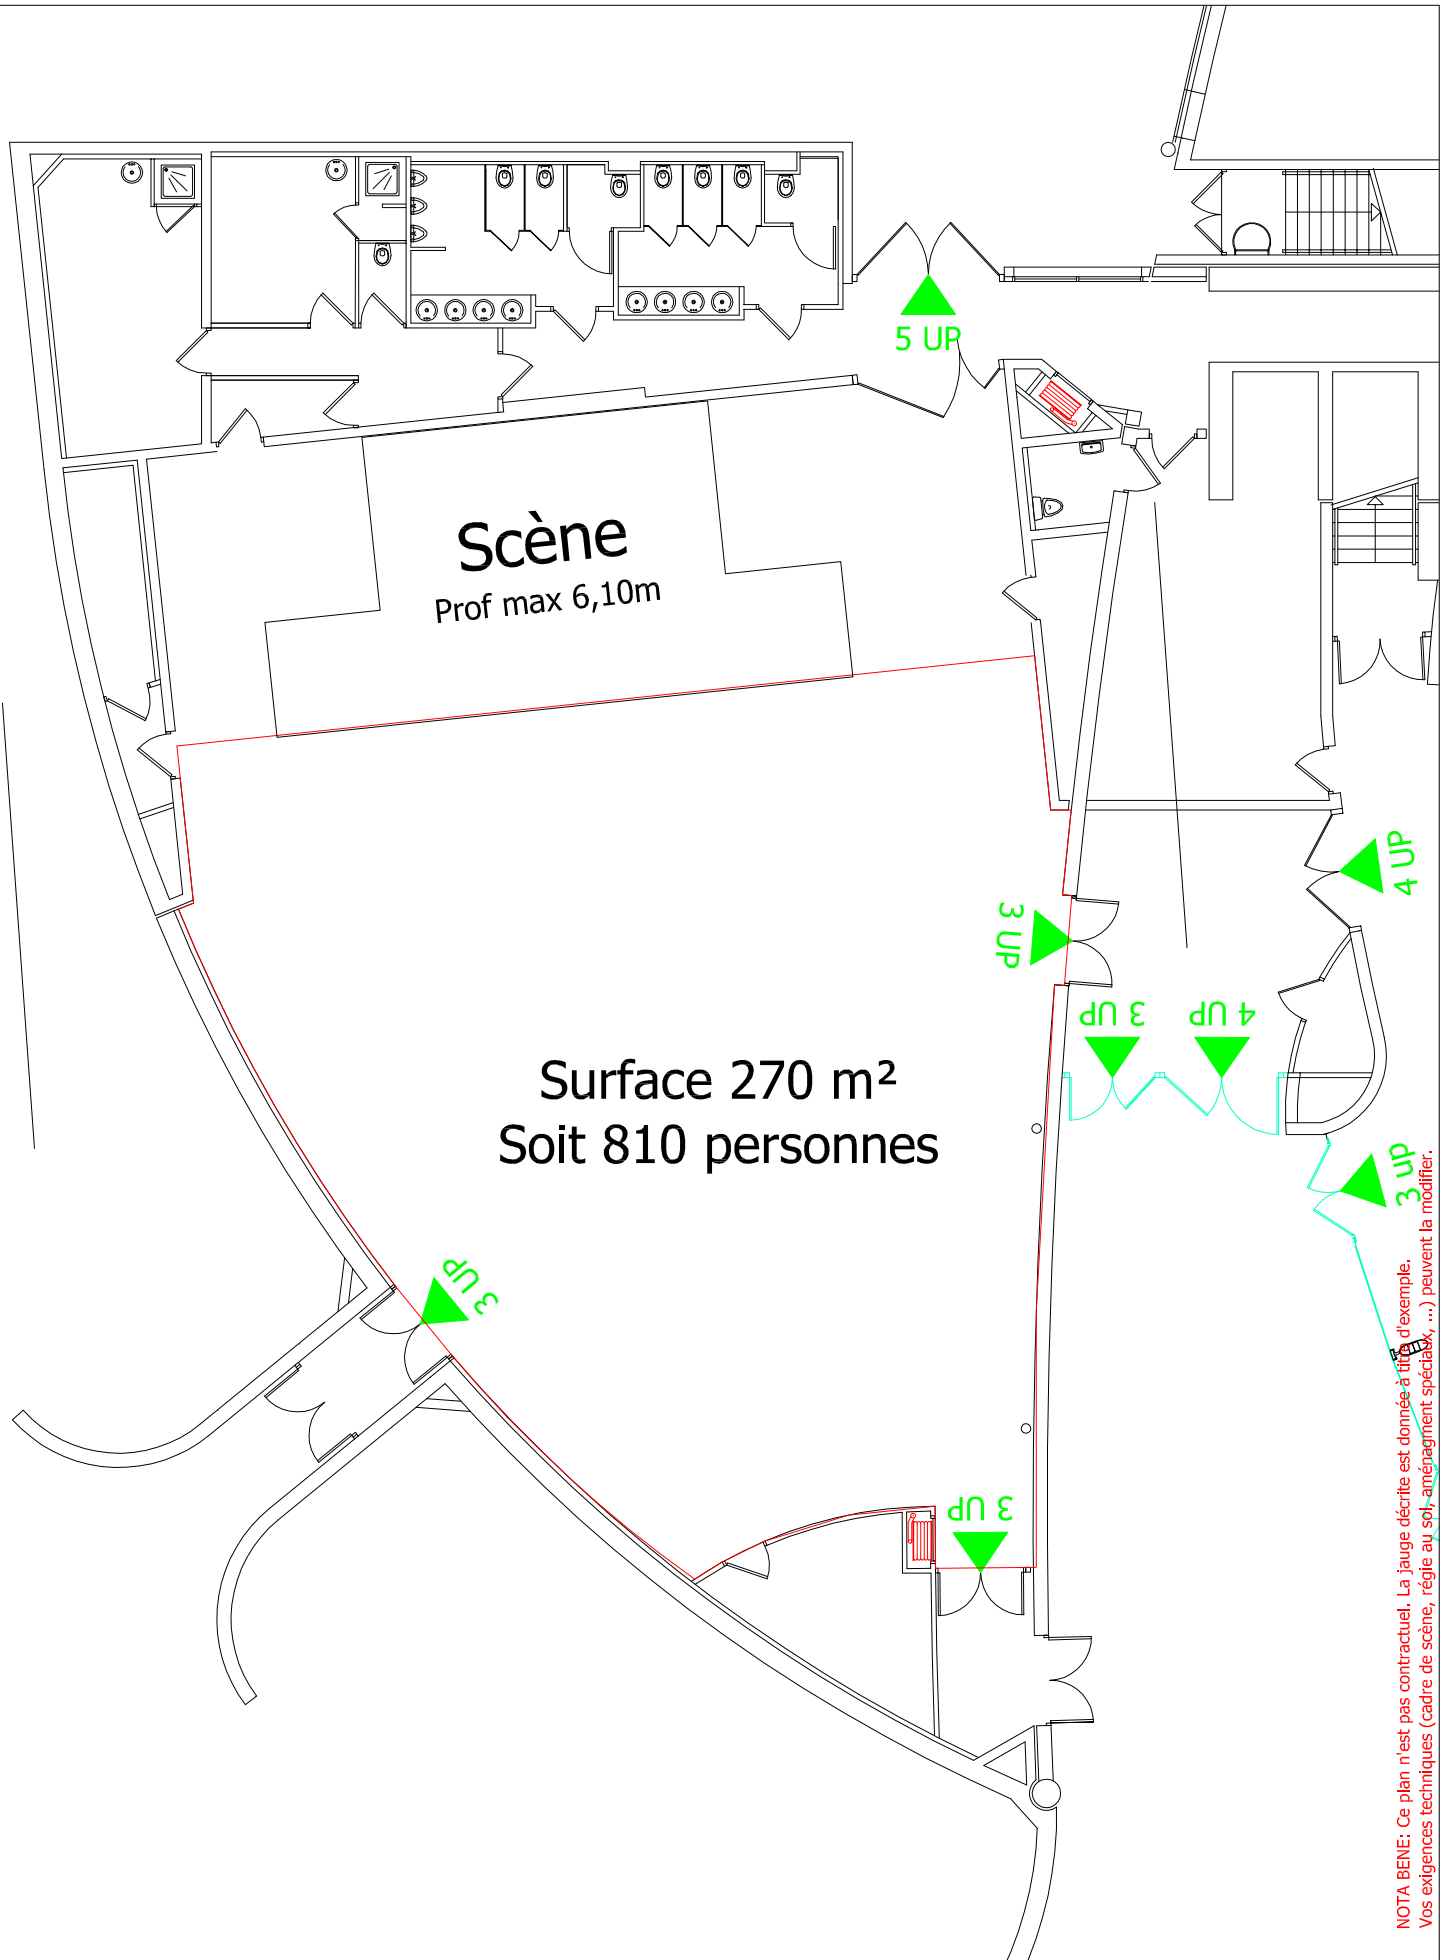 5 UP
Scène
Prof max 6,10m
4 UP
3 UP
3 UP
4 UP
Surface 270 m²
Soit 810 personnes
3 up
3 UP
3 UP
NOTA BENE: Ce plan n'est pas contractuel. La jauge décrite est donnée à titre d'exemple.
Vos exigences techniques (cadre de scène, régie au sol, aménagment spéciaux, ...) peuvent la modifier.